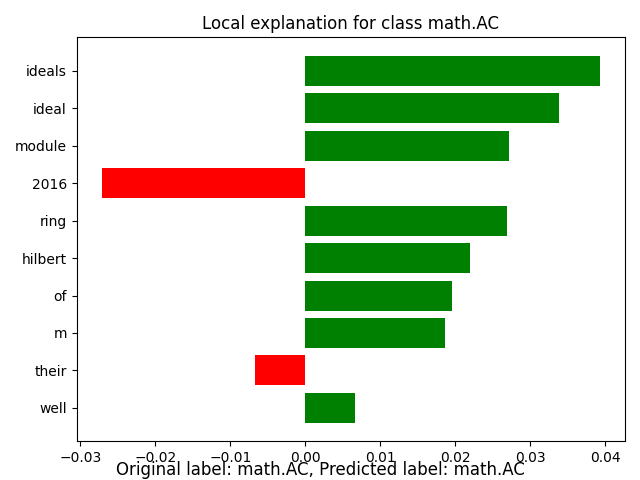 Local explanation for class math.AC
ideals
ideal
module
2016
ring
hilbert
of
m
their
well
−0.03 −0.02 −0.01 0.00 0.01 0.02 0.03 0.04
Original label: math.AC, Predicted label: math.AC